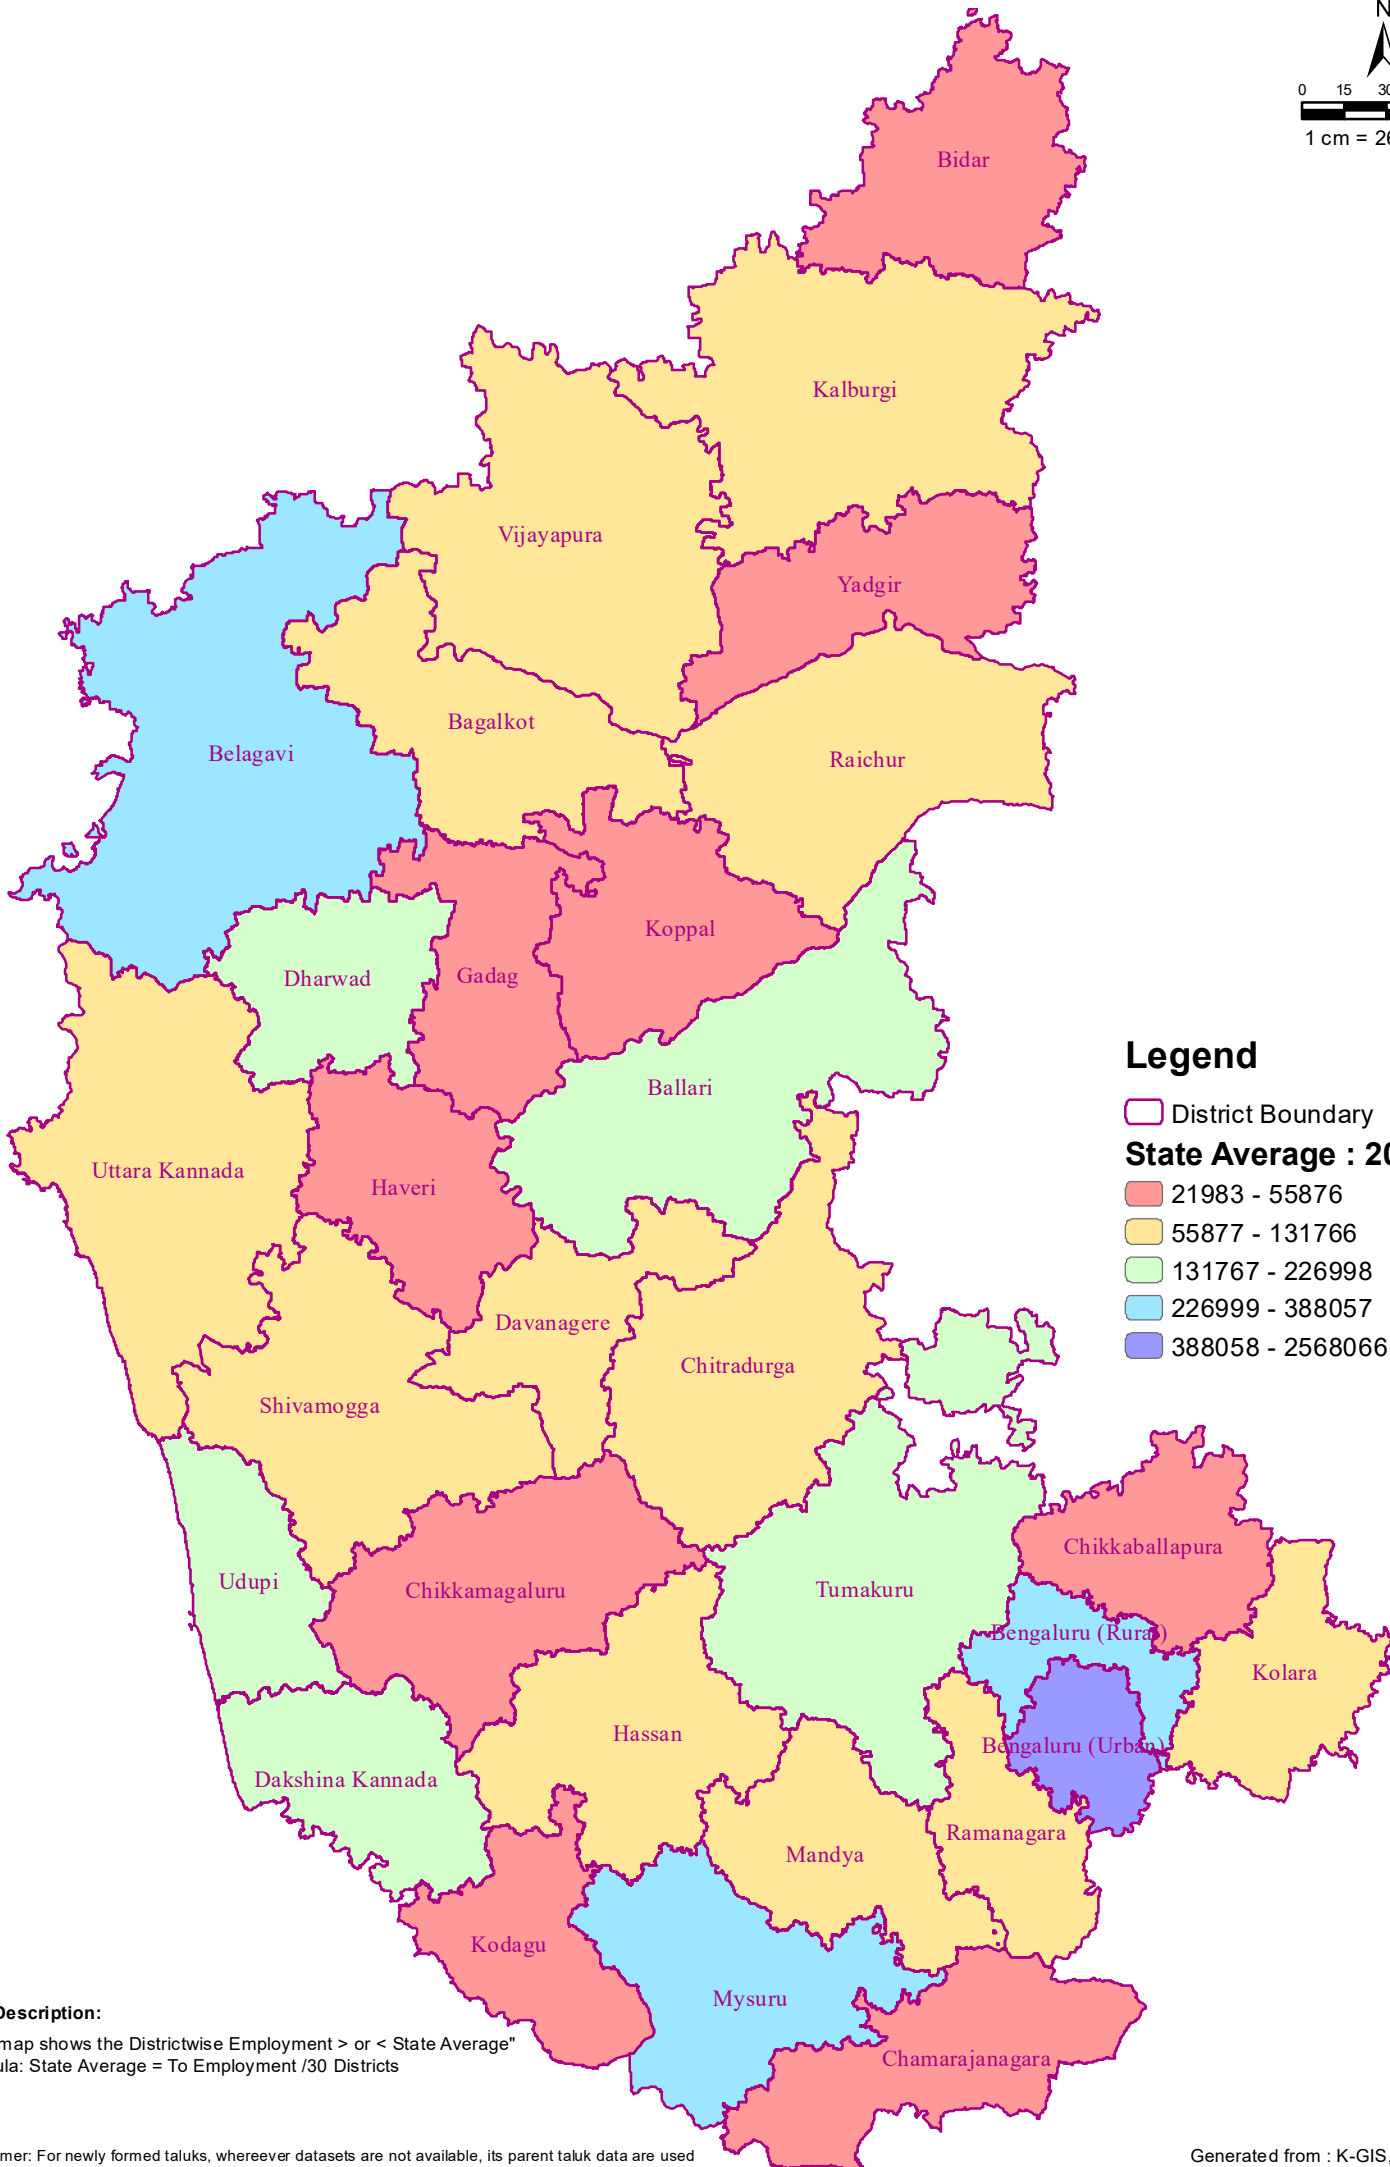 N
0 15 30
1 cm = 26
Bidar
Kalburgi
Vijayapura
Yadgir
Bagalkot
Belagavi
Raichur
Koppal
Gadag
Dharwad
Ballari
Uttara Kannada
Haveri
Davanagere
Chitradurga
Shivamogga
Legend
District Boundary
State Average : 20
21983 - 55876
55877 - 131766
131767 - 226998
226999 - 388057
388058 - 2568066
Chikkaballapura
Udupi
Chikkamagaluru
Tumakuru
Bengaluru (Rural)
Kolara
Hassan
Bengaluru (Urban)
Dakshina Kannada
Ramanagara
Mandya
Kodagu
Mysuru
Chamarajanagara
Description:
map shows the Districtwise Employment > or < State Average"
ula: State Average = To Employment /30 Districts
mer: For newly formed taluks, whereever datasets are not available, its parent taluk data are used
Generated from : K-GIS,